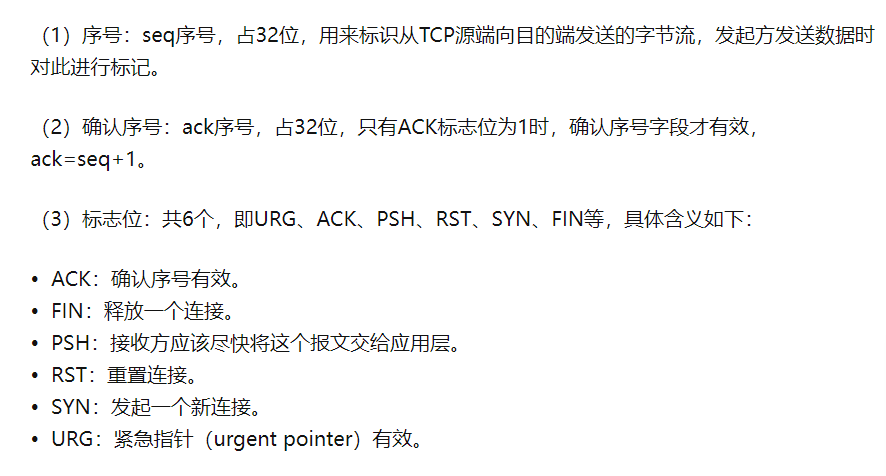 （1）序号：seq序号，占32位，用来标识从TCP源端向目的端发送的字节流，发起方发送数据时
对此进行标记。
（2）确认序号：ack序号，占32位，只有ACK标志位为1时，确认序号字段才有效，
ack=seq+1。
（3）标志位：共6个，即URG、ACK、PSH、RST、SYN、FIN等，具体含义如下：
• ACK：确认序号有效。
• FIN：释放一个连接。
• PSH：接收方应该尽快将这个报文交给应用层。
• RST：重置连接。
• SYN：发起一个新连接。
• URG：紧急指针（urgent pointer）有效。